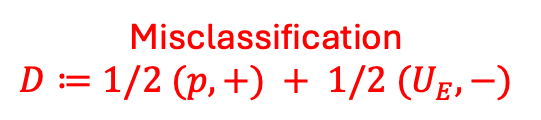 Misclassification
D ≔ 1/2 (p, +) + 1/2 (U_E, −)